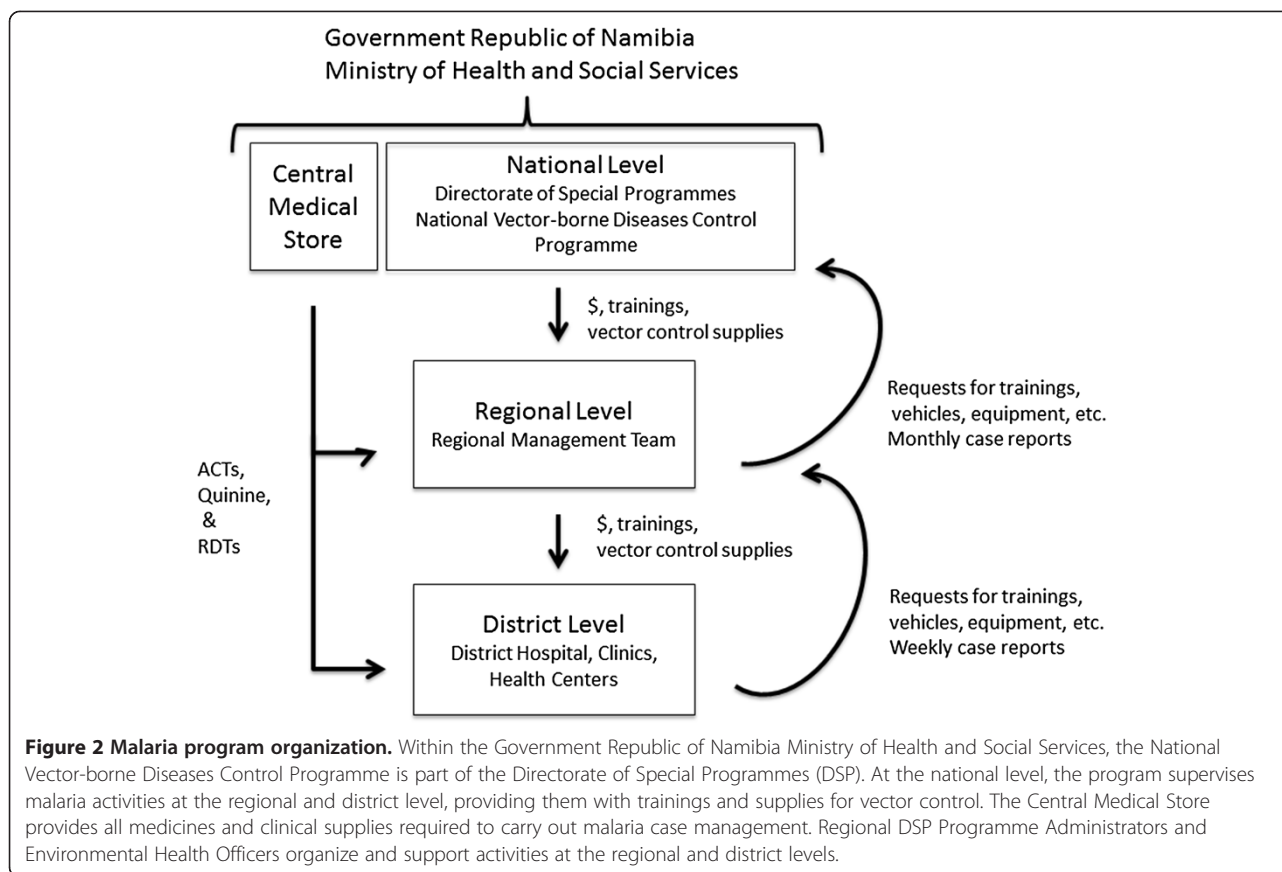 Government Republic of Namibia
Ministry of Health and Social Services
Central
Medical
Store
National Level
Directorate of Special Programmes
National Vector-borne Diseases Control
Programme
$, trainings,
vector control supplies
Regional Level
Regional Management Team
Requests for trainings,
vehicles, equipment, etc.
Monthly case reports
ACTs,
Quinine,
&
RDTs
$, trainings,
vector control supplies
District Level
District Hospital, Clinics,
Health Centers
Requests for trainings,
vehicles, equipment, etc.
Weekly case reports
Figure 2 Malaria program organization. Within the Government Republic of Namibia Ministry of Health and Social Services, the National
Vector-borne Diseases Control Programme is part of the Directorate of Special Programmes (DSP). At the national level, the program supervises
malaria activities at the regional and district level, providing them with trainings and supplies for vector control. The Central Medical Store
provides all medicines and clinical supplies required to carry out malaria case management. Regional DSP Programme Administrators and
Environmental Health Officers organize and support activities at the regional and district levels.